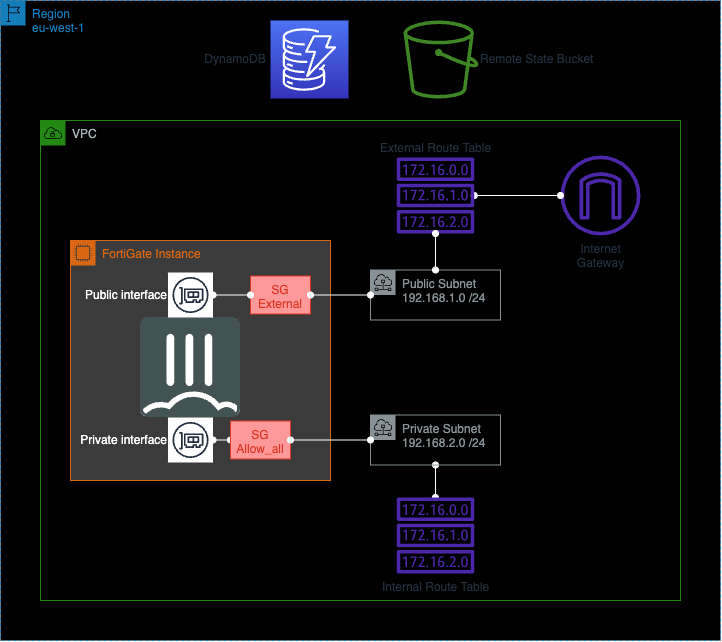 Region
eu-west-1
DynamoDB
Remote State Bucket
VPC
External Route Table
172.16.0.0
172.16.1.0
172.16.2.0
Internet
Gateway
FortiGate Instance
Public interface
SG
External
Public Subnet
192.168.1.0 /24
Private interface
SG
Allow_all
Private Subnet
192.168.2.0 /24
172.16.0.0
172.16.1.0
172.16.2.0
Internal Route Table